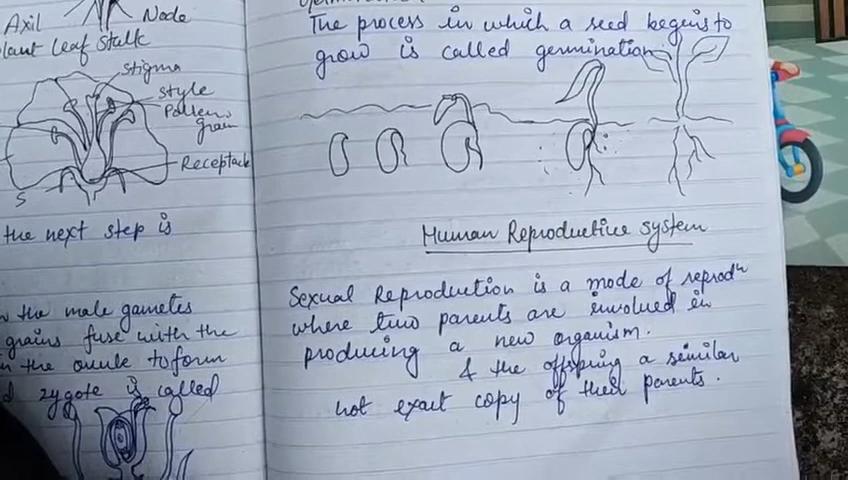 Axil
Node
Plant Leaf Stalk
Stigma
style
Pollen
grain
Receptacle
S
the next step is
the male gametes
grains fuse with the
in the ovule to form
zygote is called
The process in which a seed begins to
grow is called germination.
Human Reproductive System
Sexual Reproduction is a mode of reprodn
where two parents are involved in
producing a new organism.
& the offspring a similar
not exact copy of their parents.